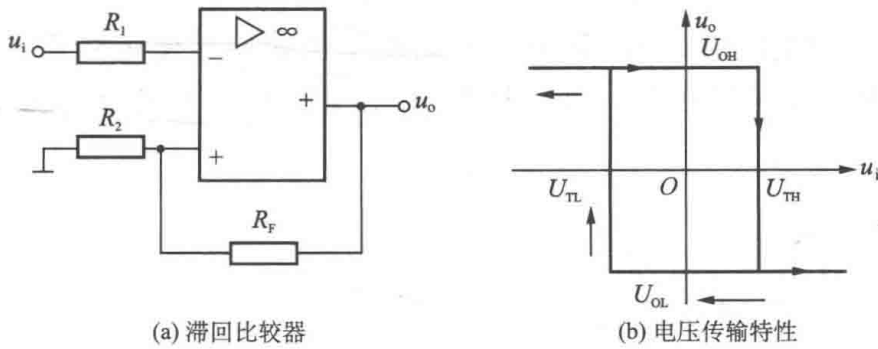 u_i
R_1
▷ ∞
−
+
+
u_o
R_2
R_F
(a) 滞回比较器
u_o
U_OH
u_i
U_TL
O
U_TH
U_OL
(b) 电压传输特性